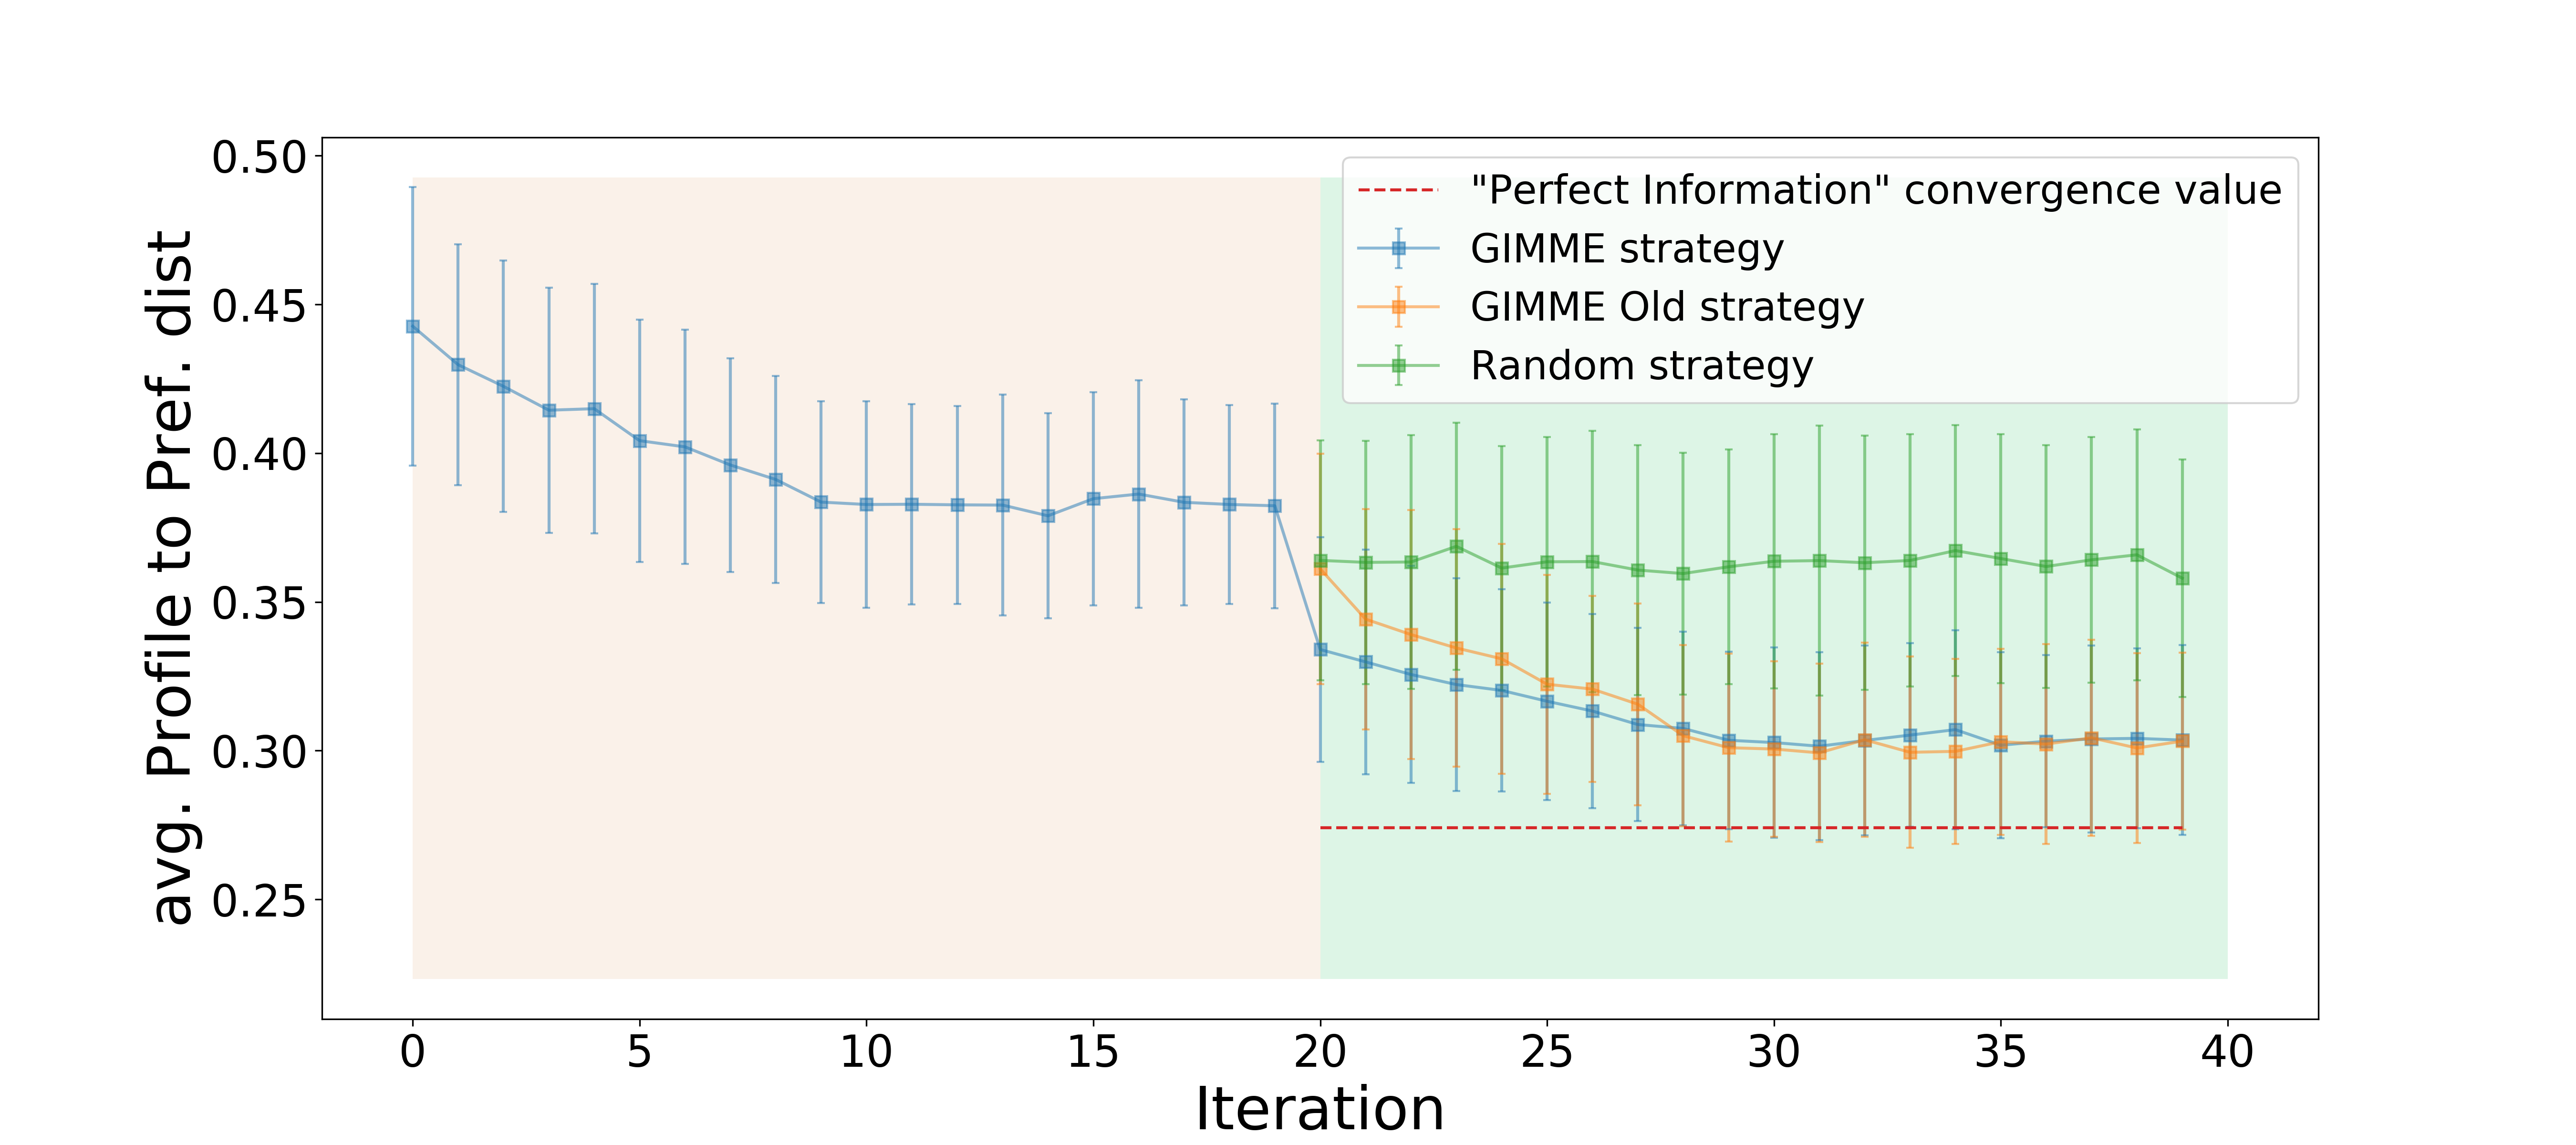 avg. Profile to Pref. dist
0.50
0.45
0.40
0.35
0.30
0.25
"Perfect Information" convergence value
GIMME strategy
GIMME Old strategy
Random strategy
0 5 10 15 20 25 30 35 40
Iteration